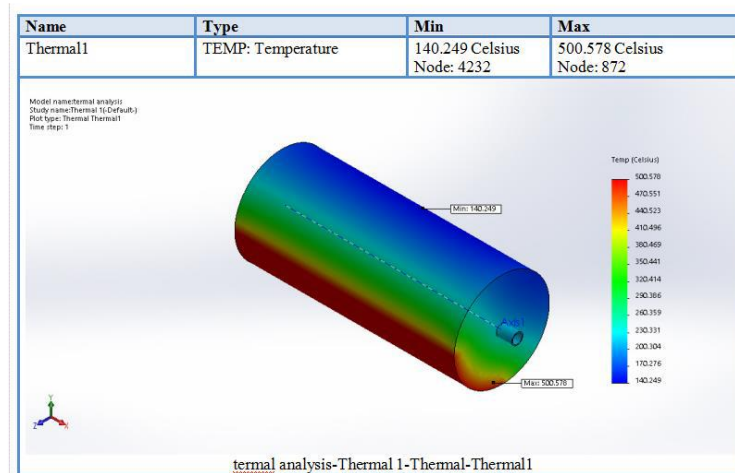 Name Type Min Max
Thermal1 TEMP: Temperature 140.249 Celsius 500.578 Celsius
Node: 4232 Node: 872
Model name:termal analysis
Study name:Thermal 1(-Default-)
Plot type: Thermal Thermal1
Time step: 1
Temp (Celsius)
500.578
470.551
440.523
410.496
380.469
350.441
320.414
290.386
260.359
230.331
200.304
170.276
140.249
Min: 140.249
Axis1
Max: 500.578
Y
Z
X
termal analysis-Thermal 1-Thermal-Thermal1